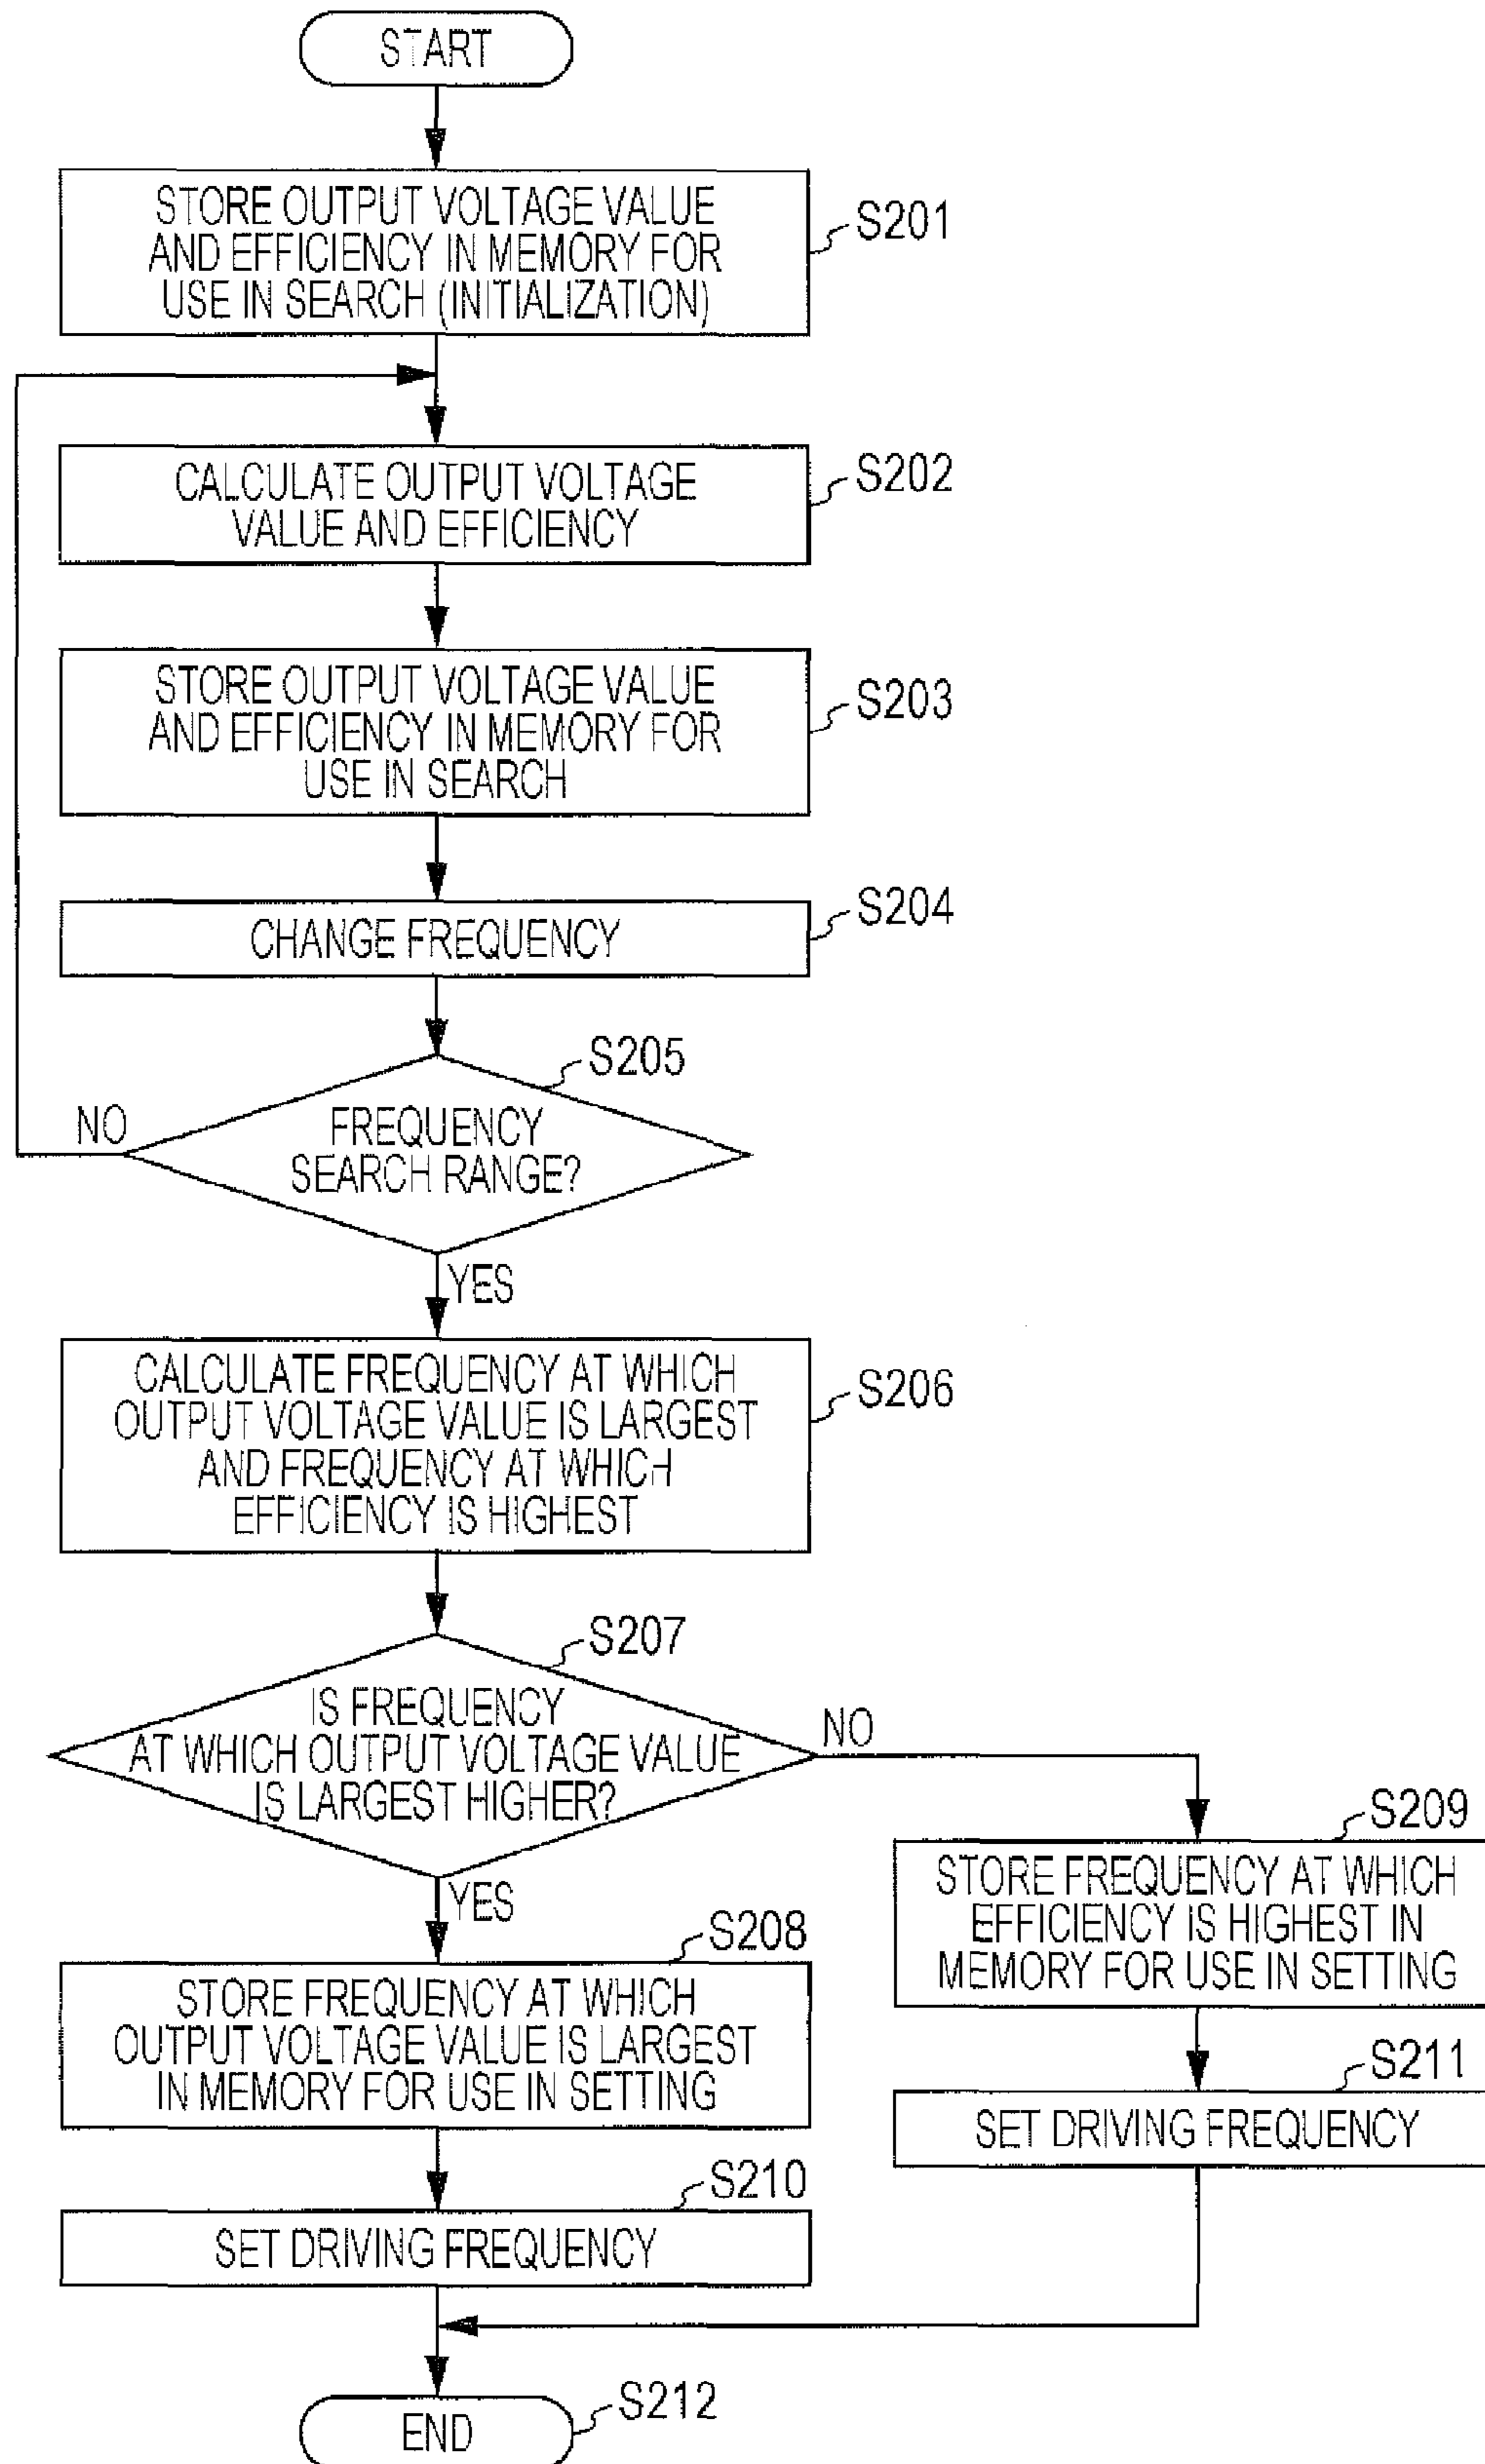 START
STORE OUTPUT VOLTAGE VALUE
AND EFFICIENCY IN MEMORY FOR
USE IN SEARCH (INITIALIZATION)
S201
CALCULATE OUTPUT VOLTAGE
VALUE AND EFFICIENCY
S202
STORE OUTPUT VOLTAGE VALUE
AND EFFICIENCY IN MEMORY FOR
USE IN SEARCH
S203
CHANGE FREQUENCY
S204
S205
FREQUENCY
SEARCH RANGE?
NO
YES
CALCULATE FREQUENCY AT WHICH
OUTPUT VOLTAGE VALUE IS LARGEST
AND FREQUENCY AT WHICH
EFFICIENCY IS HIGHEST
S206
S207
IS FREQUENCY
AT WHICH OUTPUT VOLTAGE VALUE
IS LARGEST HIGHER?
NO
YES
S208
STORE FREQUENCY AT WHICH
OUTPUT VOLTAGE VALUE IS LARGEST
IN MEMORY FOR USE IN SETTING
S209
STORE FREQUENCY AT WHICH
EFFICIENCY IS HIGHEST IN
MEMORY FOR USE IN SETTING
S210
SET DRIVING FREQUENCY
S211
SET DRIVING FREQUENCY
END
S212